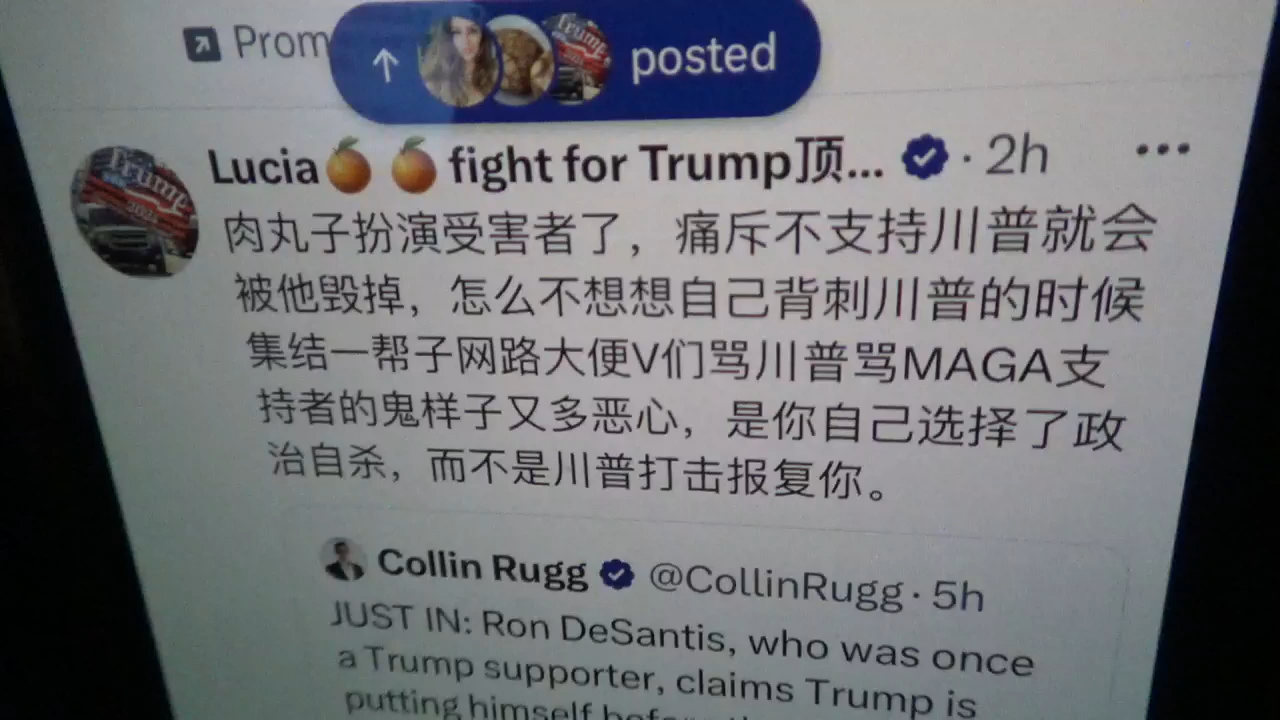 Prom
posted
Lucia🍊 🍊 fight for Trump顶... · 2h
肉丸子扮演受害者了，痛斥不支持川普就会
被他毁掉，怎么不想想自己背刺川普的时候
集结一帮子网路大便V们骂川普骂MAGA支
持者的鬼样子又多恶心，是你自己选择了政
治自杀，而不是川普打击报复你。
Collin Rugg @CollinRugg · 5h
JUST IN: Ron DeSantis, who was once
a Trump supporter, claims Trump is
putting himself